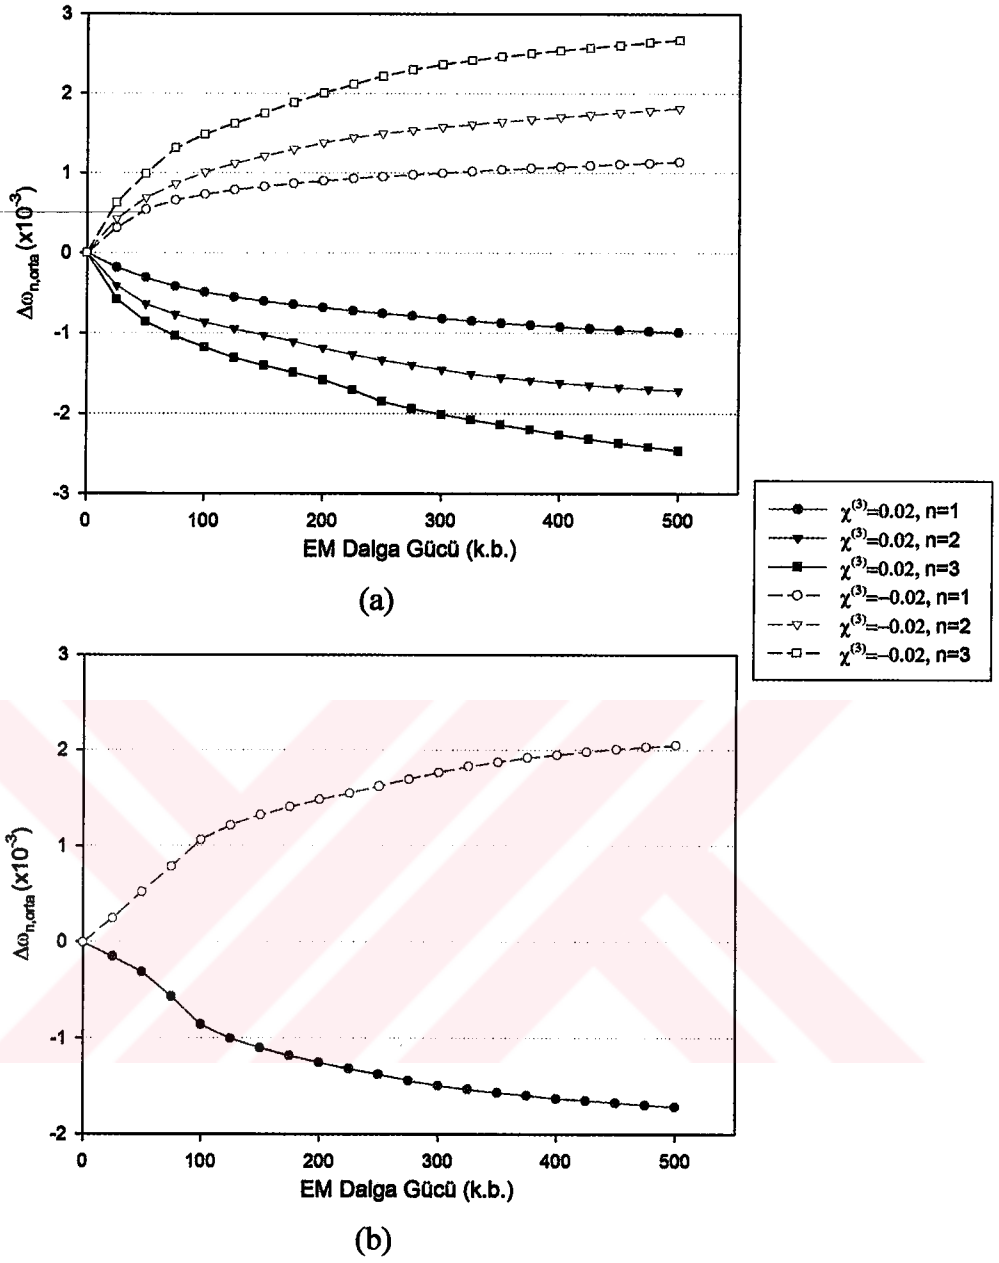 3
2
1
0
-1
-2
-3
Δω_{n,orta} (x10^{-3})
0 100 200 300 400 500
EM Dalga Gücü (k.b.)
(a)
χ^{(3)}=0.02, n=1
χ^{(3)}=0.02, n=2
χ^{(3)}=0.02, n=3
χ^{(3)}=−0.02, n=1
χ^{(3)}=−0.02, n=2
χ^{(3)}=−0.02, n=3
3
2
1
0
-1
-2
Δω_{n,orta} (x10^{-3})
0 100 200 300 400 500
EM Dalga Gücü (k.b.)
(b)